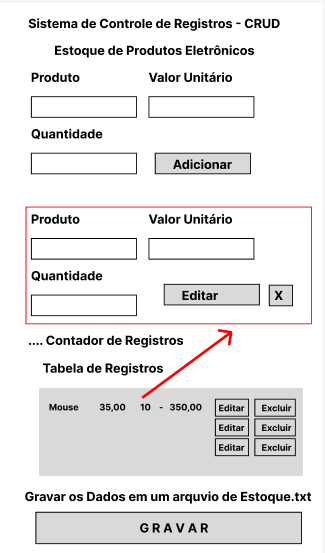 Sistema de Controle de Registros - CRUD
Estoque de Produtos Eletrônicos
Produto Valor Unitário
Quantidade
Adicionar
Produto Valor Unitário
Quantidade
Editar X
.... Contador de Registros
Tabela de Registros
Mouse 35,00 10 - 350,00 Editar Excluir
Editar Excluir
Editar Excluir
Gravar os Dados em um arquvio de Estoque.txt
G R A V A R